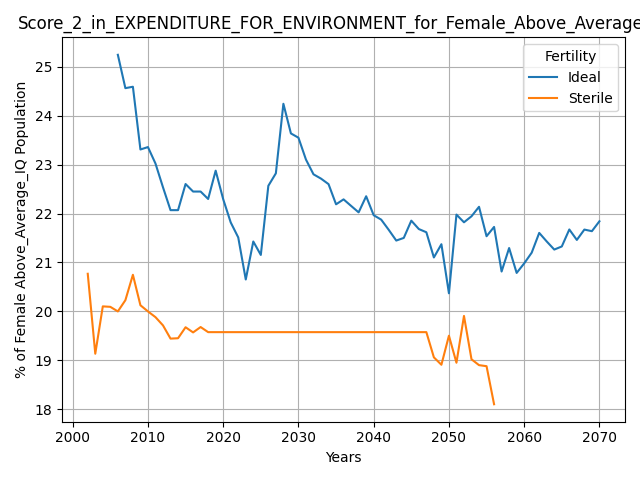 Score_2_in_EXPENDITURE_FOR_ENVIRONMENT_for_Female_Above_Average
% of Female Above_Average_IQ Population
25
24
23
22
21
20
19
18
Fertility
Ideal
Sterile
2000 2010 2020 2030 2040 2050 2060 2070
Years